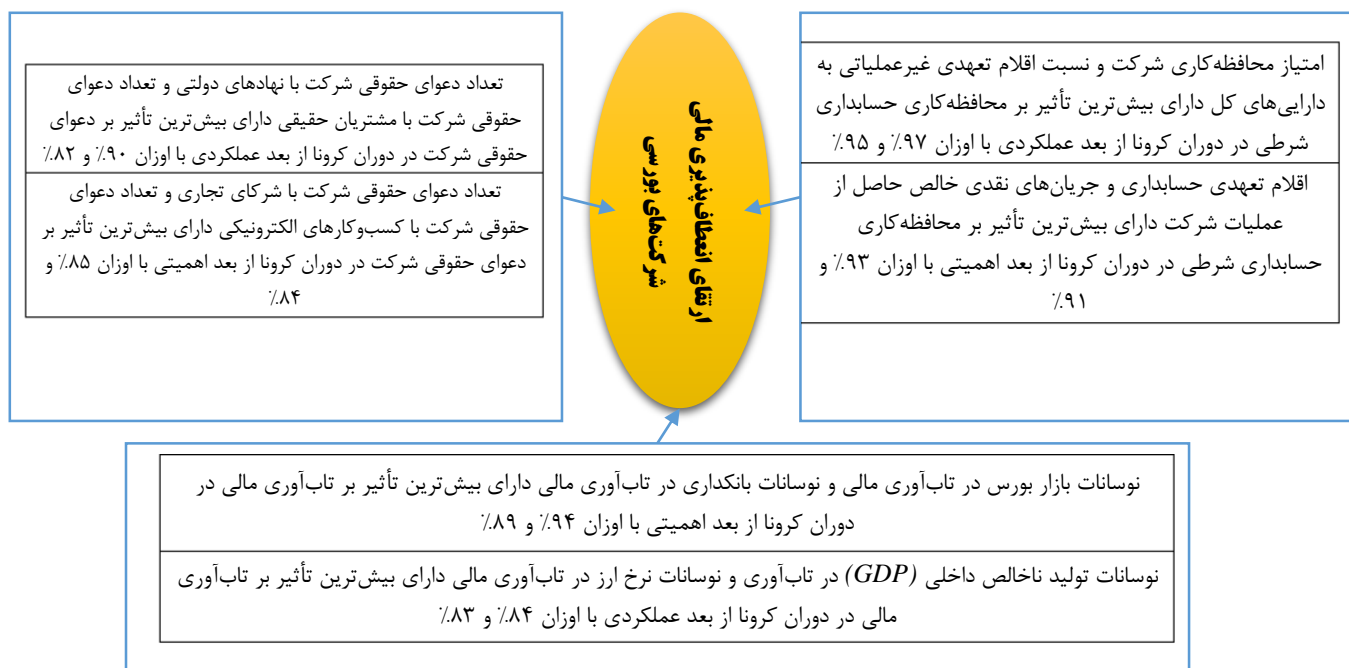 امتیاز محافظه‌کاری شرکت و نسبت اقلام تعهدی غیرعملیاتی به
دارایی‌های کل دارای بیش‌ترین تأثیر بر محافظه‌کاری حسابداری
شرطی در دوران کرونا از بعد عملکردی با اوزان ۹۷٪ و ۹۵٪
اقلام تعهدی حسابداری و جریان‌های نقدی خالص حاصل از
عملیات شرکت دارای بیش‌ترین تأثیر بر محافظه‌کاری
حسابداری شرطی در دوران کرونا از بعد اهمیتی با اوزان ۹۳٪ و
۹۱٪
ارتقای انعطاف‌پذیری مالی
شرکت‌های بورسی
تعداد دعوای حقوقی شرکت با نهادهای دولتی و تعداد دعوای
حقوقی شرکت با مشتریان حقیقی دارای بیش‌ترین تأثیر بر دعوای
حقوقی شرکت در دوران کرونا از بعد عملکردی با اوزان ۹۰٪ و ۸۲٪
تعداد دعوای حقوقی شرکت با شرکای تجاری و تعداد دعوای
حقوقی شرکت با کسب‌وکارهای الکترونیکی دارای بیش‌ترین تأثیر بر
دعوای حقوقی شرکت در دوران کرونا از بعد اهمیتی با اوزان ۸۵٪ و
۸۴٪
نوسانات بازار بورس در تاب‌آوری مالی و نوسانات بانکداری در تاب‌آوری مالی دارای بیش‌ترین تأثیر بر تاب‌آوری مالی در
دوران کرونا از بعد اهمیتی با اوزان ۹۴٪ و ۸۹٪
نوسانات تولید ناخالص داخلی (GDP) در تاب‌آوری و نوسانات نرخ ارز در تاب‌آوری مالی دارای بیش‌ترین تأثیر بر تاب‌آوری
مالی در دوران کرونا از بعد عملکردی با اوزان ۸۴٪ و ۸۳٪